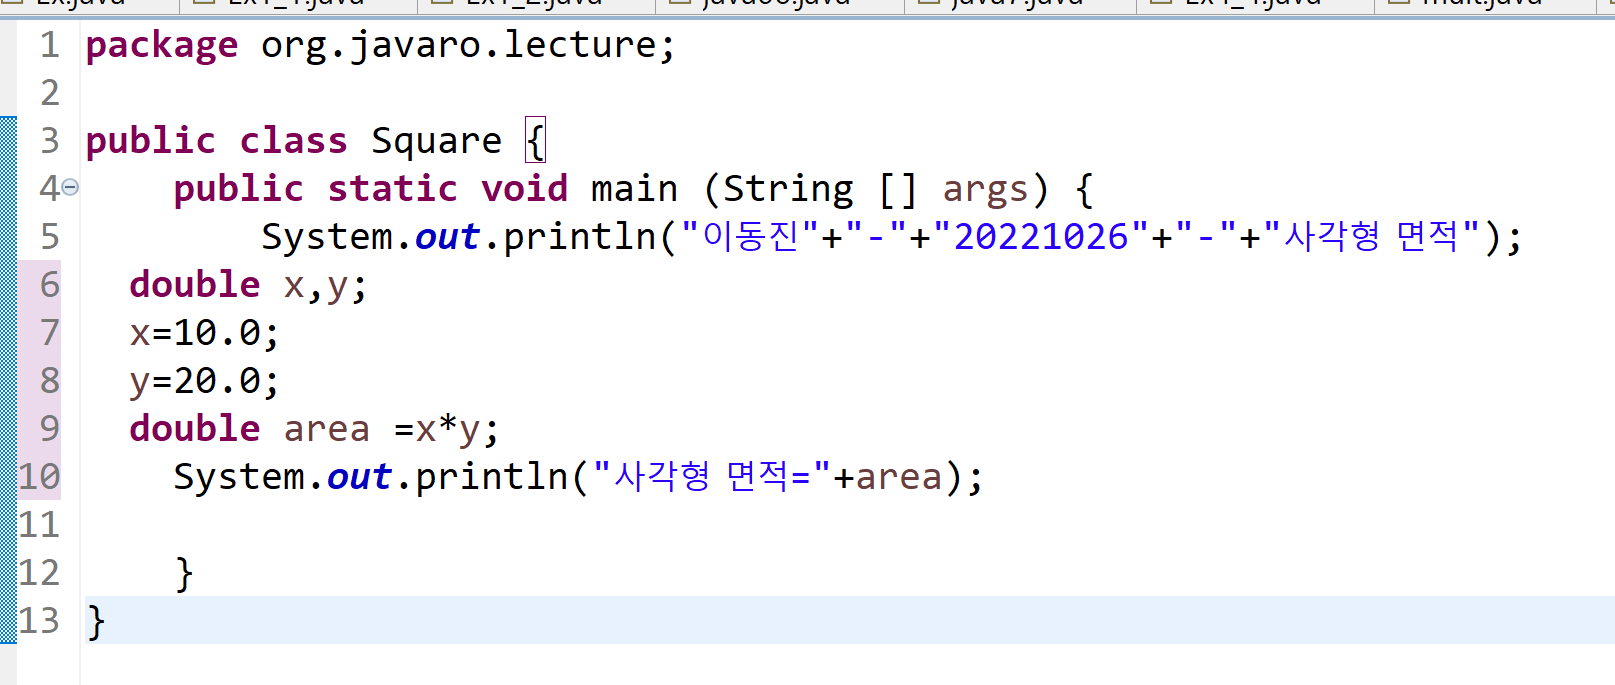 1 package org.javaro.lecture;
2
3 public class Square {
4 public static void main (String [] args) {
5 System.out.println("이동진"+"-"+"20221026"+"-"+"사각형 면적");
6 double x,y;
7 x=10.0;
8 y=20.0;
9 double area =x*y;
10 System.out.println("사각형 면적="+area);
11
12 }
13 }